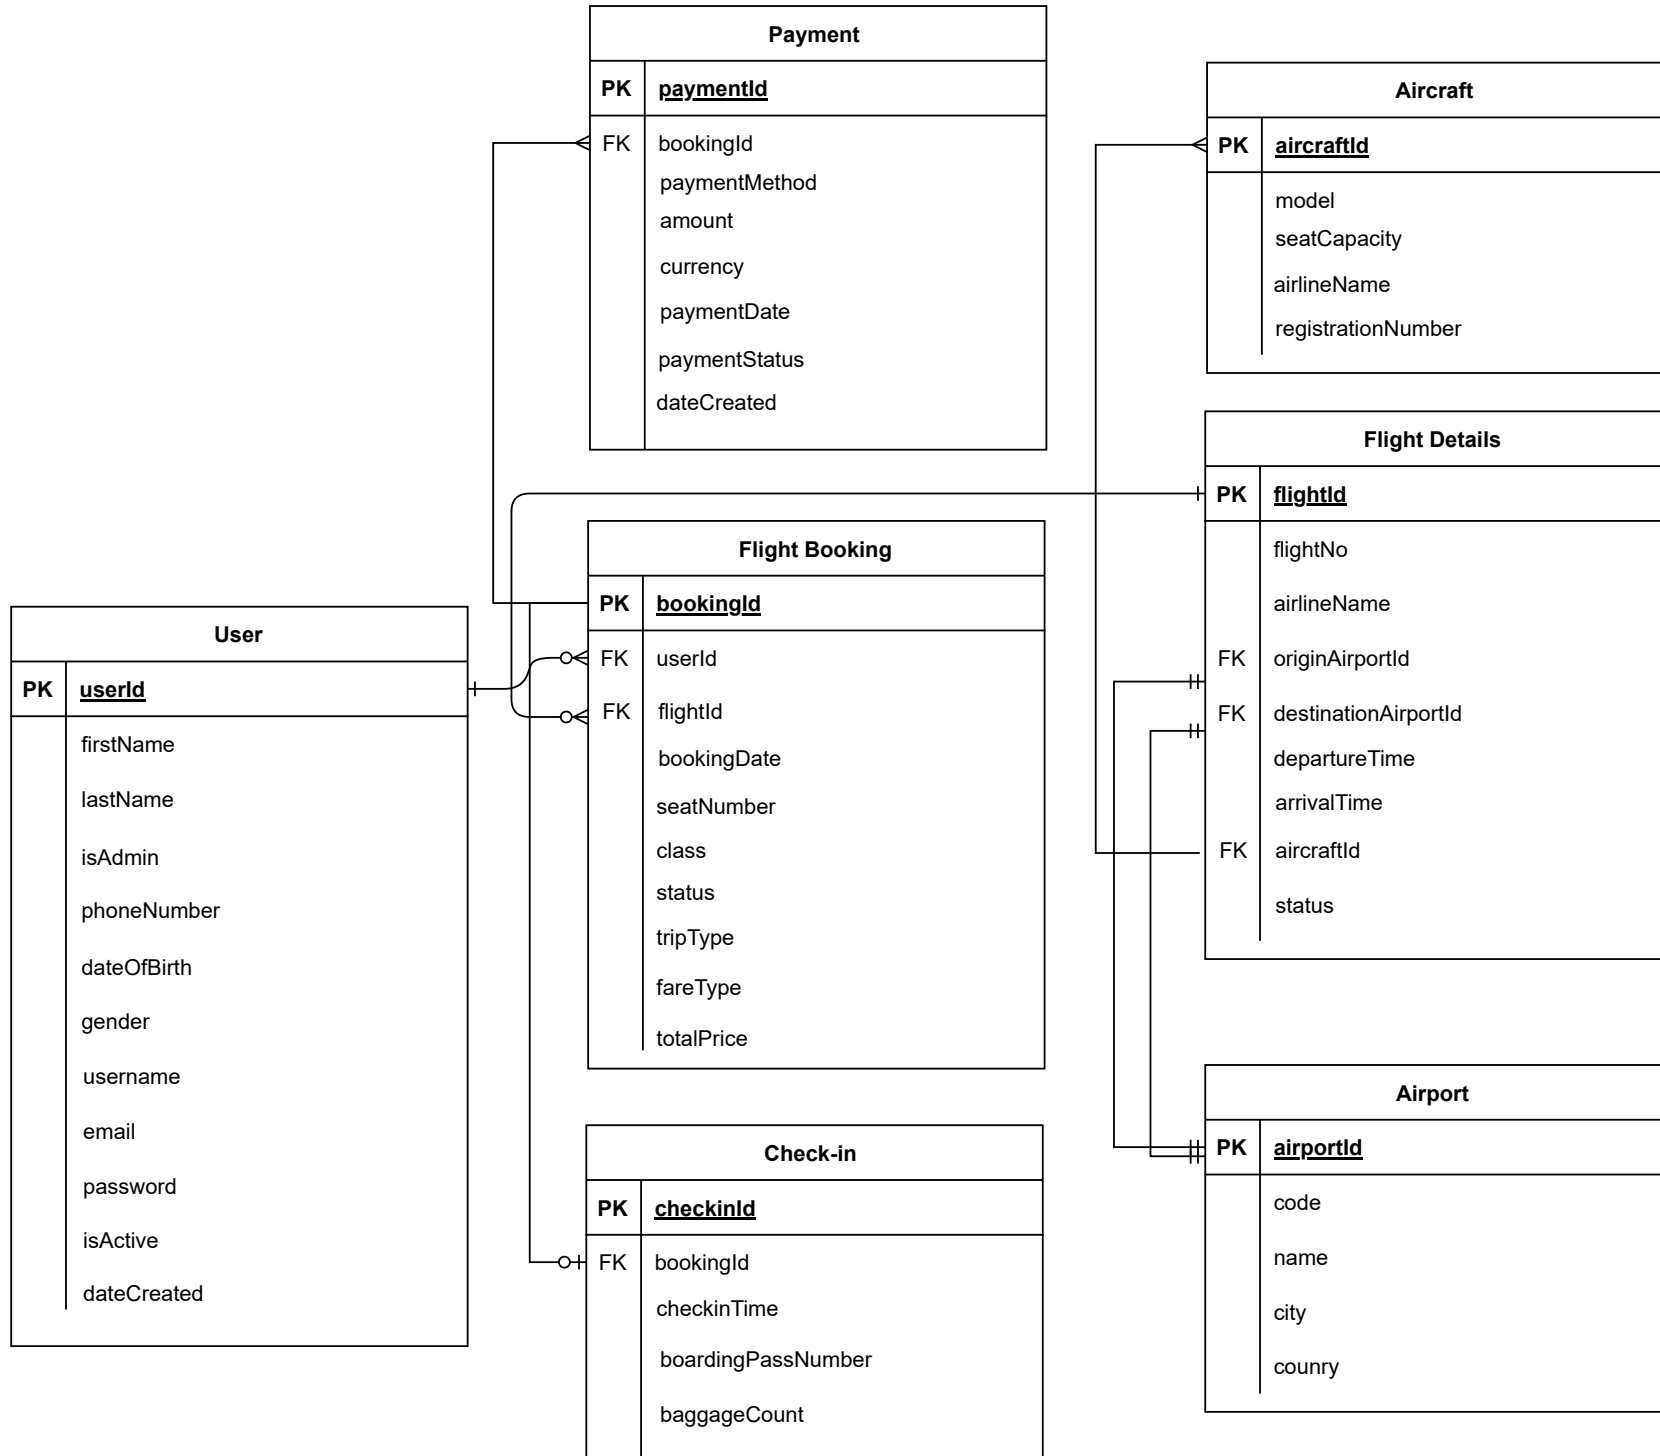 Payment
PK paymentId
FK bookingId
paymentMethod
amount
currency
paymentDate
paymentStatus
dateCreated
Aircraft
PK aircraftId
model
seatCapacity
airlineName
registrationNumber
Flight Details
PK flightId
flightNo
airlineName
FK originAirportId
FK destinationAirportId
departureTime
arrivalTime
FK aircraftId
status
Flight Booking
PK bookingId
FK userId
FK flightId
bookingDate
seatNumber
class
status
tripType
fareType
totalPrice
User
PK userId
firstName
lastName
isAdmin
phoneNumber
dateOfBirth
gender
username
email
password
isActive
dateCreated
Check-in
PK checkinId
FK bookingId
checkinTime
boardingPassNumber
baggageCount
Airport
PK airportId
code
name
city
counry